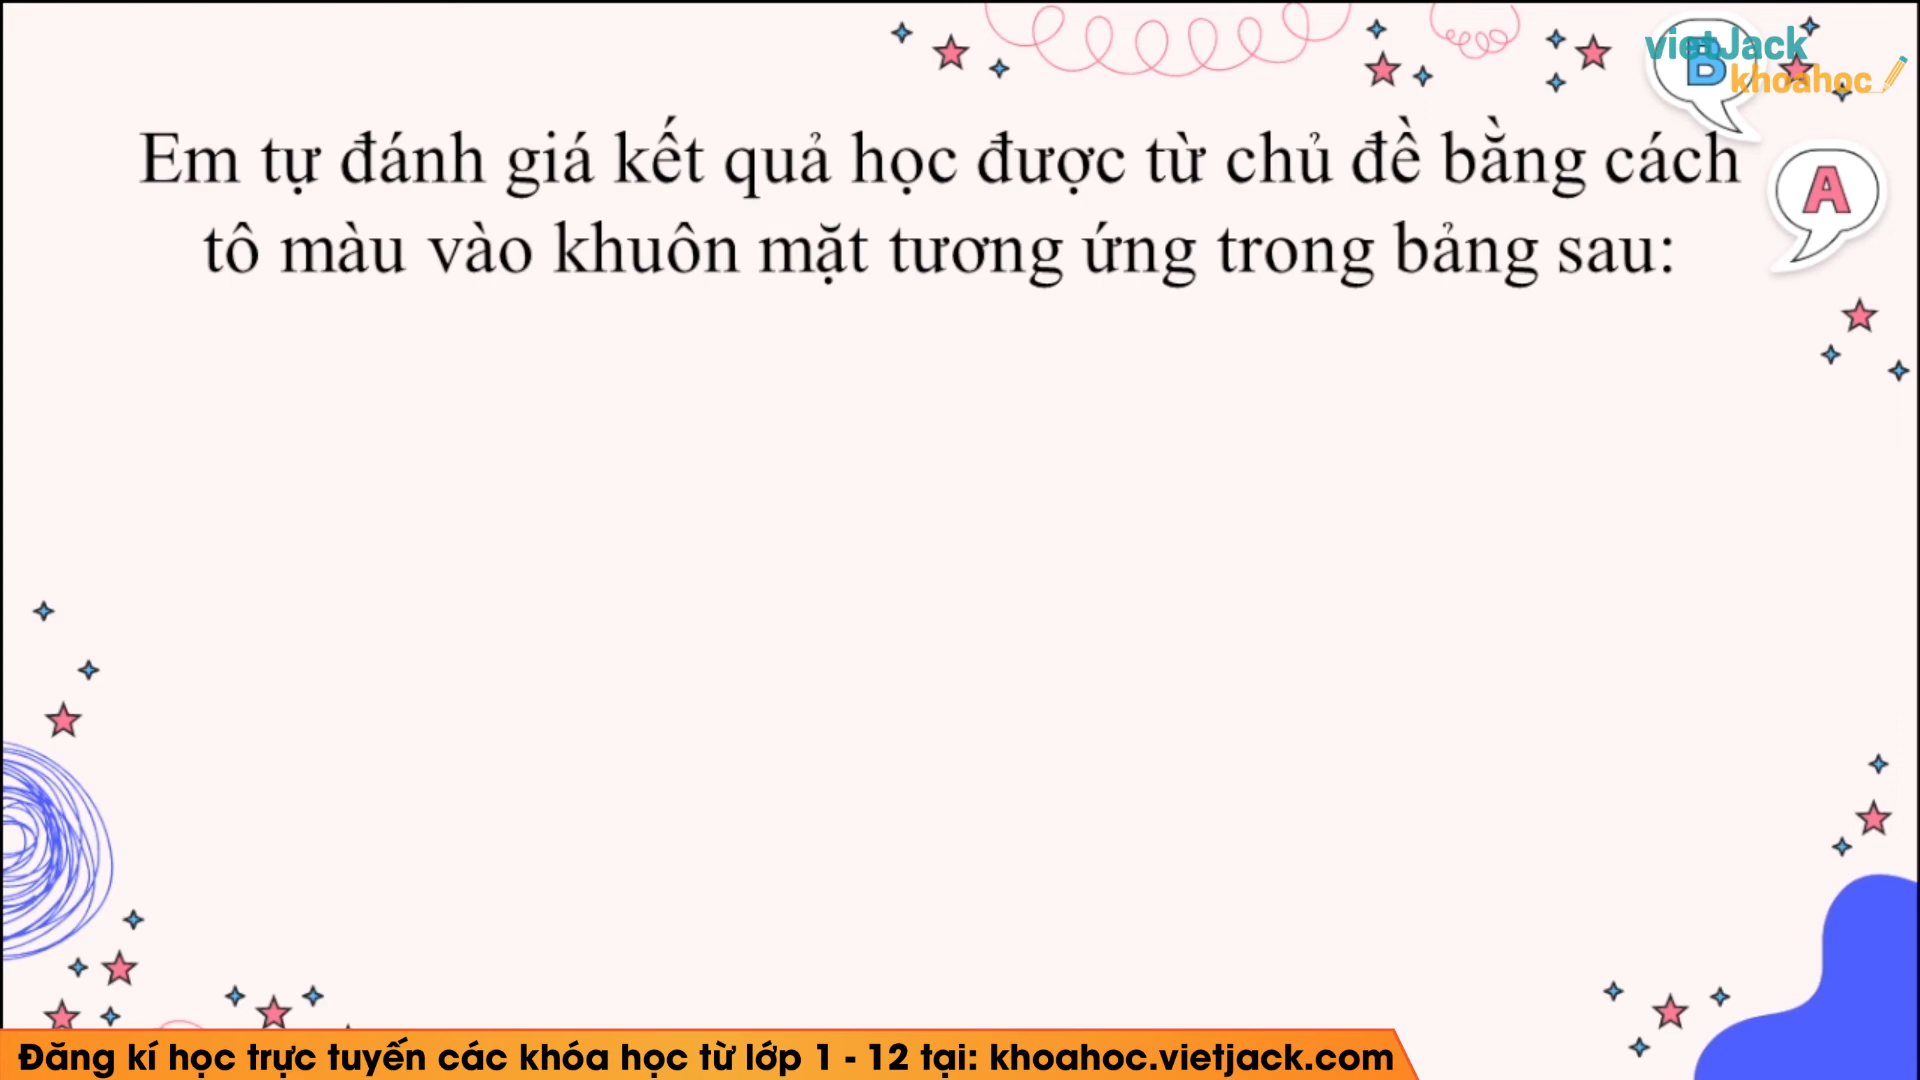 vietJack
khoahoc
B
A
Em tự đánh giá kết quả học được từ chủ đề bằng cách
tô màu vào khuôn mặt tương ứng trong bảng sau:
Đăng kí học trực tuyến các khóa học từ lớp 1 - 12 tại: khoahoc.vietjack.com